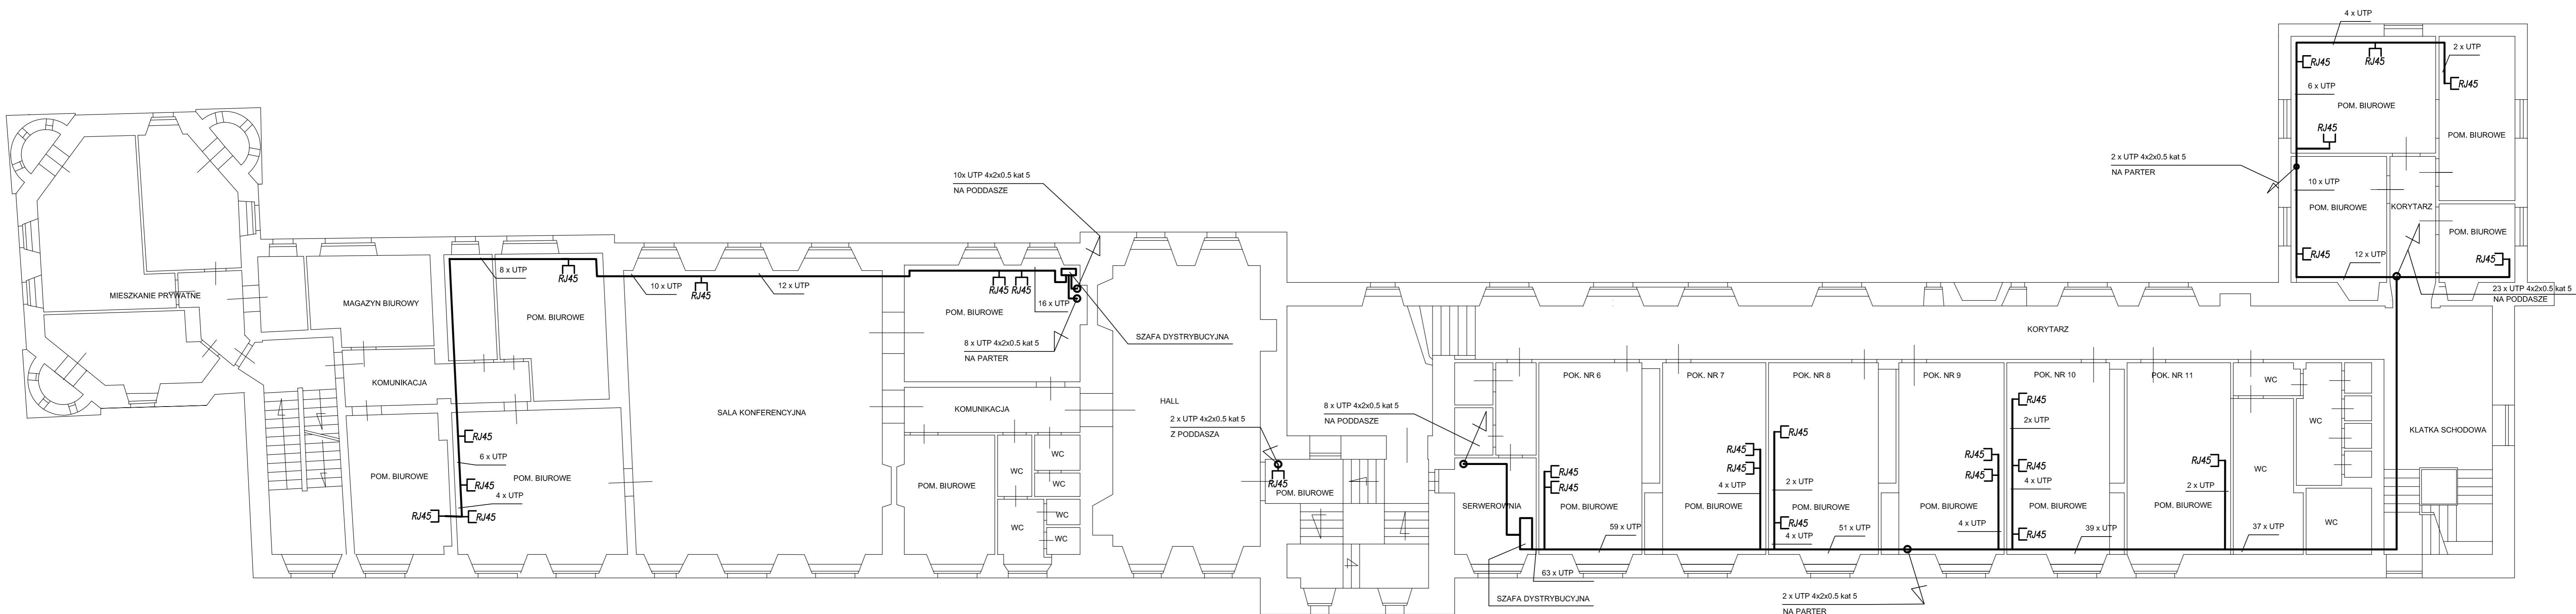 4 x UTP
2 x UTP
RJ45
RJ45
RJ45
6 x UTP
POM. BIUROWE
RJ45
POM. BIUROWE
2 x UTP 4x2x0.5 kat 5
NA PARTER
10 x UTP
POM. BIUROWE
KORYTARZ
POM. BIUROWE
RJ45
12 x UTP
RJ45
23 x UTP 4x2x0.5 kat 5
NA PODDASZE
10x UTP 4x2x0.5 kat 5
NA PODDASZE
8 x UTP
RJ45
10 x UTP
RJ45
12 x UTP
RJ45
RJ45
16 x UTP
MIESZKANIE PRYWATNE
MAGAZYN BIUROWY
POM. BIUROWE
POM. BIUROWE
8 x UTP 4x2x0.5 kat 5
NA PARTER
SZAFA DYSTRYBUCYJNA
KORYTARZ
KOMUNIKACJA
SALA KONFERENCYJNA
KOMUNIKACJA
HALL
2 x UTP 4x2x0.5 kat 5
Z PODDASZA
8 x UTP 4x2x0,5 kat 5
NA PODDASZE
POK. NR 6
POK. NR 7
POK. NR 8
POK. NR 9
POK. NR 10
POK. NR 11
WC
WC
KLATKA SCHODOWA
RJ45
6 x UTP
POM. BIUROWE
RJ45
POM. BIUROWE
4 x UTP
RJ45
RJ45
POM. BIUROWE
WC
WC
WC
WC
WC
WC
RJ45
POM. BIUROWE
SERWEROWNIA
RJ45
RJ45
POM. BIUROWE
RJ45
RJ45
4 x UTP
POM. BIUROWE
RJ45
2 x UTP
POM. BIUROWE
RJ45
4 x UTP
RJ45
RJ45
POM. BIUROWE
4 x UTP
RJ45
2x UTP
RJ45
4 x UTP
POM. BIUROWE
RJ45
RJ45
2 x UTP
POM. BIUROWE
WC
WC
59 x UTP
51 x UTP
39 x UTP
37 x UTP
63 x UTP
SZAFA DYSTRYBUCYJNA
2 x UTP 4x2x0.5 kat 5
NA PARTER